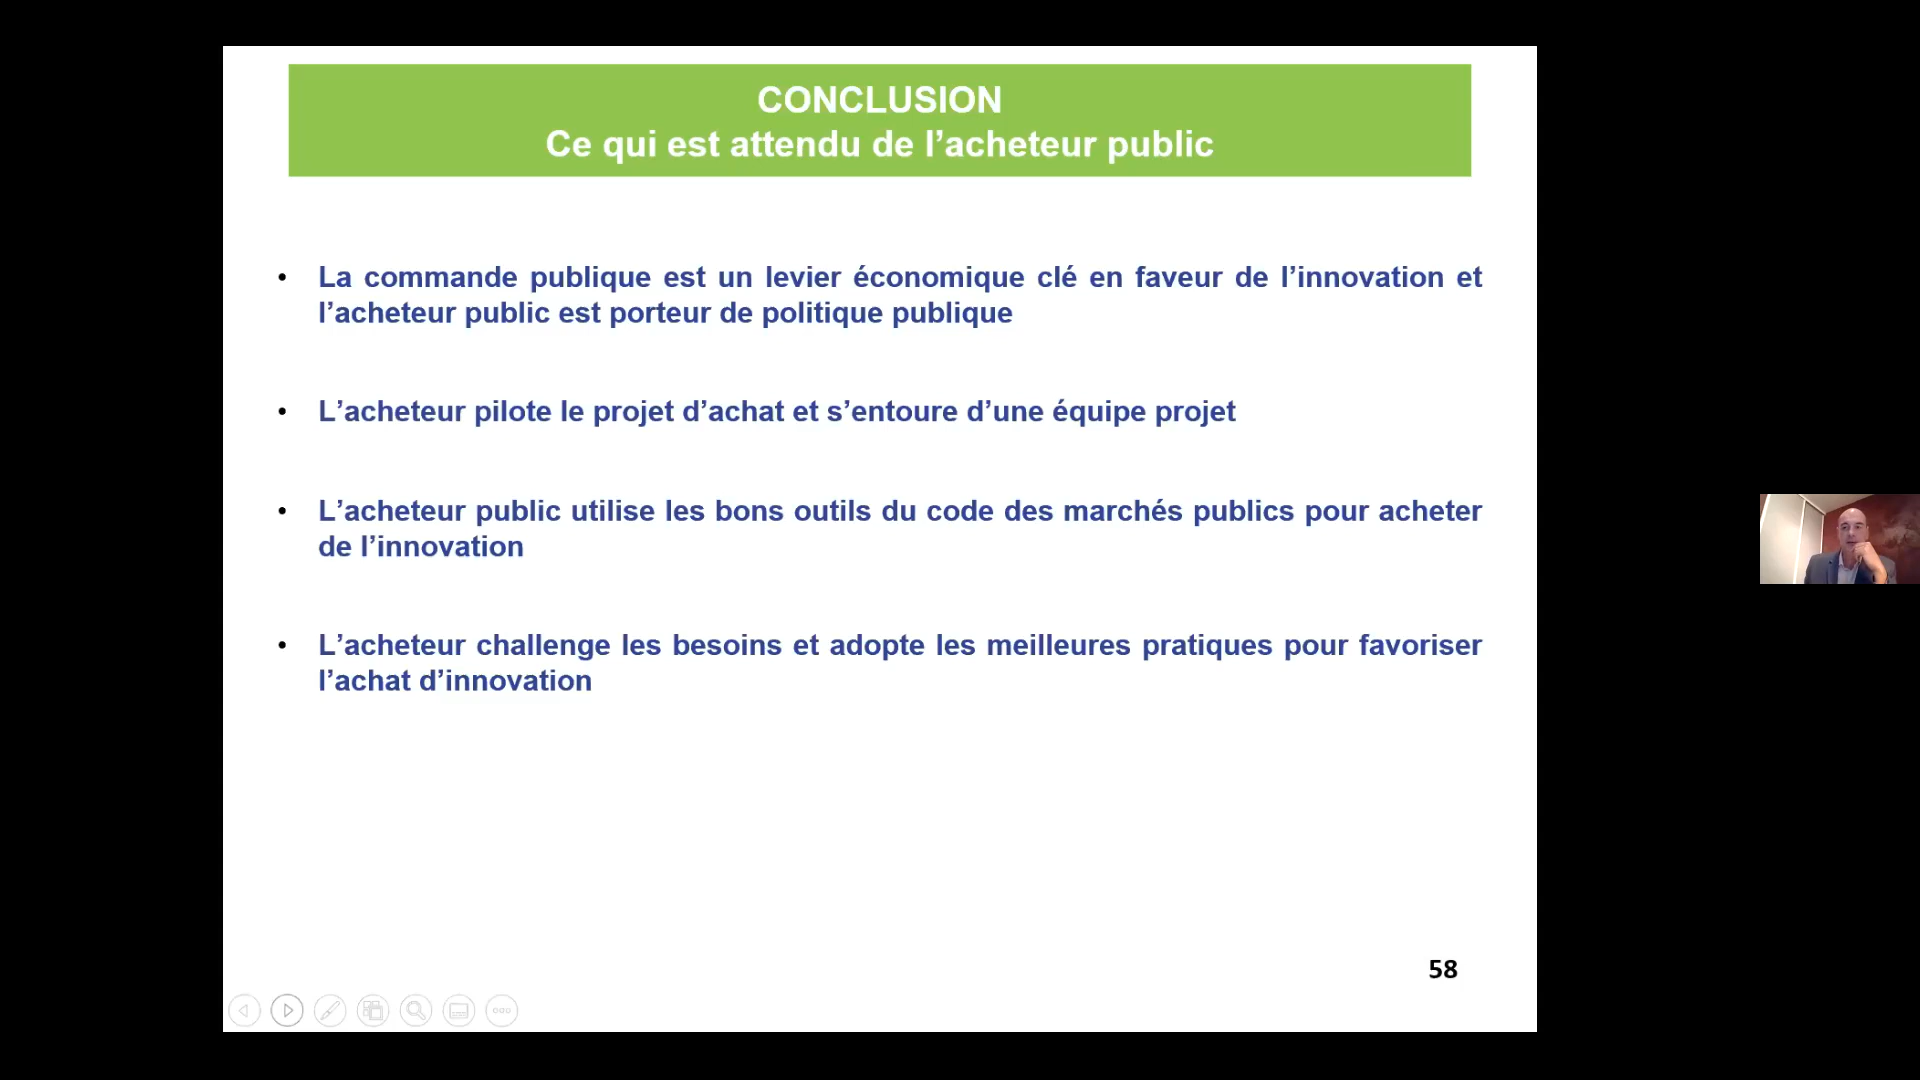 CONCLUSION
Ce qui est attendu de l’acheteur public
• La commande publique est un levier économique clé en faveur de l’innovation et
l’acheteur public est porteur de politique publique
• L’acheteur pilote le projet d’achat et s’entoure d’une équipe projet
• L’acheteur public utilise les bons outils du code des marchés publics pour acheter
de l’innovation
• L’acheteur challenge les besoins et adopte les meilleures pratiques pour favoriser
l’achat d’innovation
58